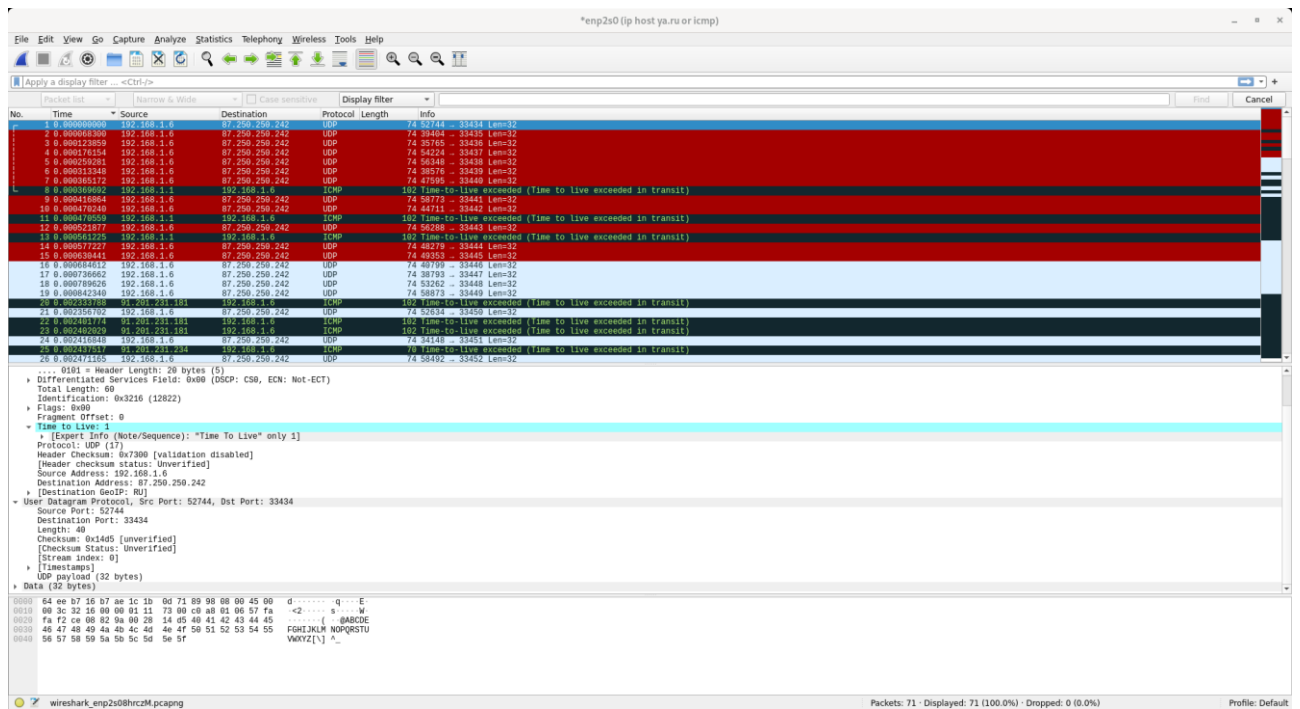 *enp2s0 (ip host ya.ru or icmp)
File Edit View Go Capture Analyze Statistics Telephony Wireless Tools Help
Apply a display filter ... <Ctrl-/>
Packet list Narrow & Wide Case sensitive Display filter Find Cancel
No. Time Source Destination Protocol Length Info
1 0.000000000 192.168.1.6 87.250.250.242 UDP 74 52744 → 33434 Len=32
2 0.000068300 192.168.1.6 87.250.250.242 UDP 74 39404 → 33435 Len=32
3 0.000123859 192.168.1.6 87.250.250.242 UDP 74 35765 → 33436 Len=32
4 0.000176154 192.168.1.6 87.250.250.242 UDP 74 54224 → 33437 Len=32
5 0.000259281 192.168.1.6 87.250.250.242 UDP 74 56348 → 33438 Len=32
6 0.000313348 192.168.1.6 87.250.250.242 UDP 74 38576 → 33439 Len=32
7 0.000365172 192.168.1.6 87.250.250.242 UDP 74 47595 → 33440 Len=32
8 0.000369692 192.168.1.1 192.168.1.6 ICMP 102 Time-to-live exceeded (Time to live exceeded in transit)
9 0.000416864 192.168.1.6 87.250.250.242 UDP 74 58773 → 33441 Len=32
10 0.000470240 192.168.1.6 87.250.250.242 UDP 74 44711 → 33442 Len=32
11 0.000470559 192.168.1.1 192.168.1.6 ICMP 102 Time-to-live exceeded (Time to live exceeded in transit)
12 0.000521877 192.168.1.6 87.250.250.242 UDP 74 56288 → 33443 Len=32
13 0.000561225 192.168.1.1 192.168.1.6 ICMP 102 Time-to-live exceeded (Time to live exceeded in transit)
14 0.000577227 192.168.1.6 87.250.250.242 UDP 74 48279 → 33444 Len=32
15 0.000630441 192.168.1.6 87.250.250.242 UDP 74 49353 → 33445 Len=32
16 0.000684612 192.168.1.6 87.250.250.242 UDP 74 40799 → 33446 Len=32
17 0.000736662 192.168.1.6 87.250.250.242 UDP 74 38793 → 33447 Len=32
18 0.000789626 192.168.1.6 87.250.250.242 UDP 74 53262 → 33448 Len=32
19 0.000842340 192.168.1.6 87.250.250.242 UDP 74 58873 → 33449 Len=32
20 0.002333788 91.201.231.181 192.168.1.6 ICMP 102 Time-to-live exceeded (Time to live exceeded in transit)
21 0.002356702 192.168.1.6 87.250.250.242 UDP 74 52634 → 33450 Len=32
22 0.002401774 91.201.231.181 192.168.1.6 ICMP 102 Time-to-live exceeded (Time to live exceeded in transit)
23 0.002402029 91.201.231.181 192.168.1.6 ICMP 102 Time-to-live exceeded (Time to live exceeded in transit)
24 0.002416848 192.168.1.6 87.250.250.242 UDP 74 34148 → 33451 Len=32
25 0.002437517 91.201.231.234 192.168.1.6 ICMP 70 Time-to-live exceeded (Time to live exceeded in transit)
26 0.002471165 192.168.1.6 87.250.250.242 UDP 74 58492 → 33452 Len=32
.... 0101 = Header Length: 20 bytes (5)
Differentiated Services Field: 0x00 (DSCP: CS0, ECN: Not-ECT)
Total Length: 60
Identification: 0x3216 (12822)
Flags: 0x00
Fragment Offset: 0
Time to Live: 1
[Expert Info (Note/Sequence): "Time To Live" only 1]
Protocol: UDP (17)
Header Checksum: 0x7300 [validation disabled]
[Header checksum status: Unverified]
Source Address: 192.168.1.6
Destination Address: 87.250.250.242
[Destination GeoIP: RU]
User Datagram Protocol, Src Port: 52744, Dst Port: 33434
Source Port: 52744
Destination Port: 33434
Length: 40
Checksum: 0x14d5 [unverified]
[Checksum Status: Unverified]
[Stream index: 0]
[Timestamps]
UDP payload (32 bytes)
Data (32 bytes)
0000 64 ee b7 16 b7 ae 1c 1b 0d 71 89 98 08 00 45 00 d······· ·q····E·
0010 00 3c 32 16 00 00 01 11 73 00 c0 a8 01 06 57 fa ·<2····· s·····W·
0020 fa f2 ce 08 82 9a 00 28 14 d5 40 41 42 43 44 45 ·······( ··@ABCDE
0030 46 47 48 49 4a 4b 4c 4d 4e 4f 50 51 52 53 54 55 FGHIJKLM NOPQRSTU
0040 56 57 58 59 5a 5b 5c 5d 5e 5f VWXYZ[\] ^_
wireshark_enp2s08hrczM.pcapng Packets: 71 · Displayed: 71 (100.0%) · Dropped: 0 (0.0%) Profile: Default